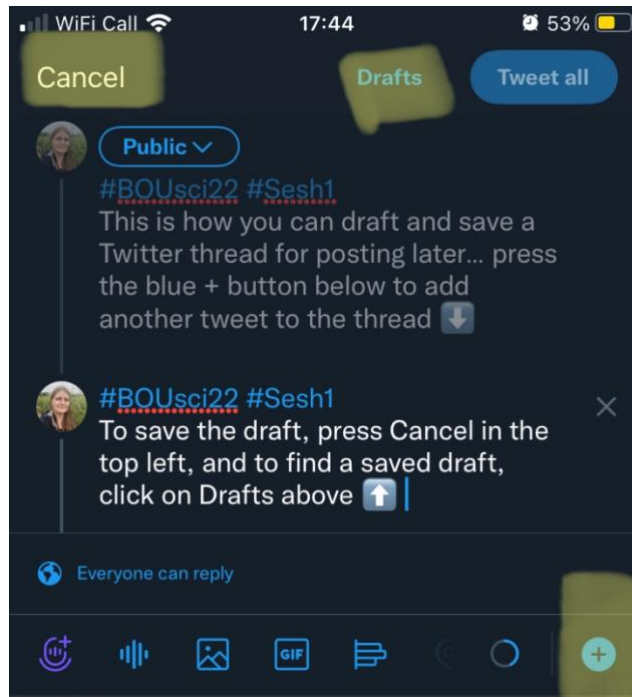 WiFi Call 17:44 53%
Cancel Drafts Tweet all
Public
#BOUsci22 #Sesh1
This is how you can draft and save a
Twitter thread for posting later... press
the blue + button below to add
another tweet to the thread ⬇️
#BOUsci22 #Sesh1
To save the draft, press Cancel in the
top left, and to find a saved draft,
click on Drafts above ⬆️
Everyone can reply
GIF +